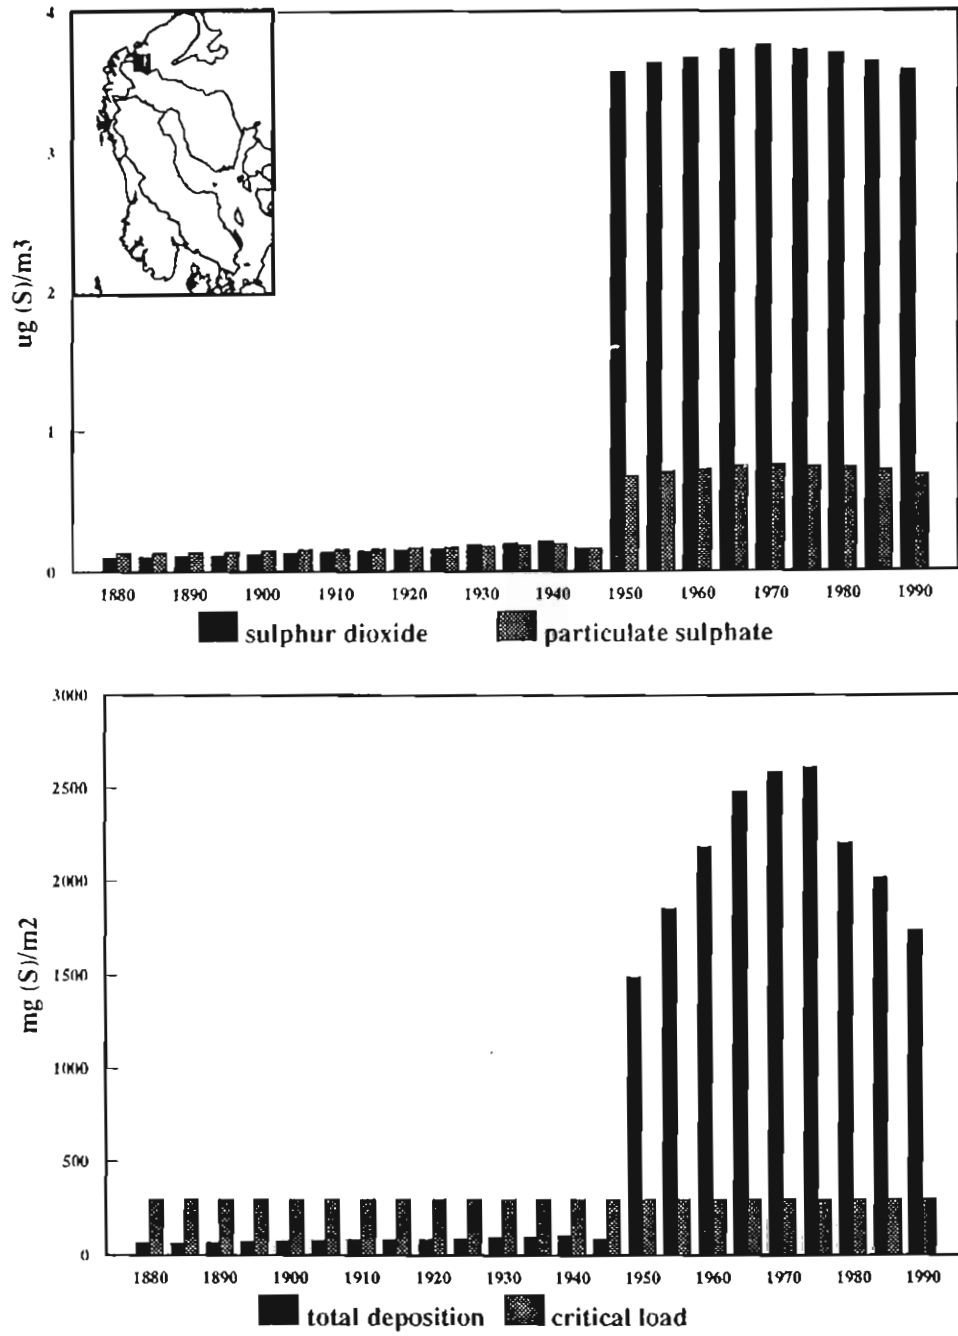 4
3
2
1
0
ug (S)/m3
1880 1890 1900 1910 1920 1930 1940 1950 1960 1970 1980 1990
sulphur dioxide particulate sulphate
3000
2500
2000
1500
1000
500
0
mg (S)/m2
1880 1890 1900 1910 1920 1930 1940 1950 1960 1970 1980 1990
total deposition critical load